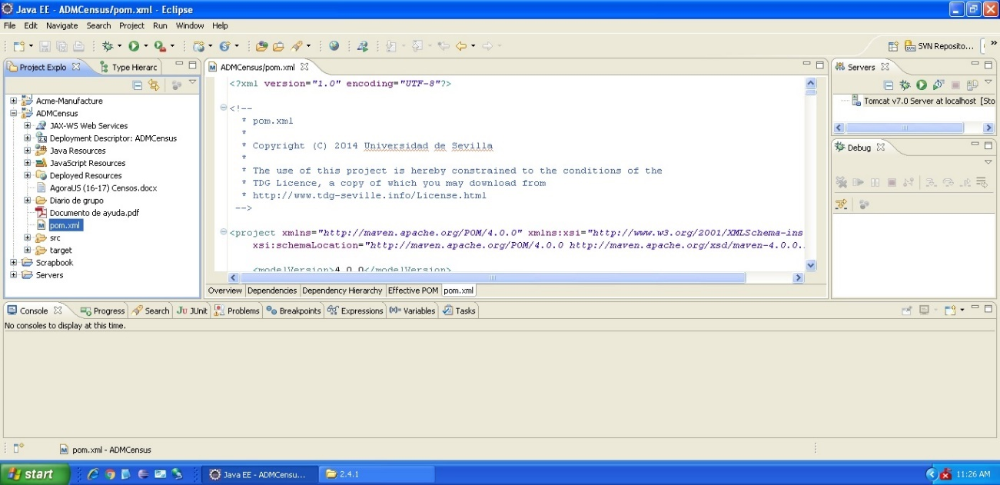 Java EE - ADMCensus/pom.xml - Eclipse
File Edit Navigate Search Project Run Window Help
SVN Reposito... »
Project Explo Type Hierarc
Acme-Manufacture
ADMCensus
JAX-WS Web Services
Deployment Descriptor: ADMCensus
Java Resources
JavaScript Resources
Deployed Resources
AgoraUS (16-17) Censos.docx
Diario de grupo
Documento de ayuda.pdf
pom.xml
src
target
Scrapbook
Servers
ADMCensus/pom.xml
<?xml version="1.0" encoding="UTF-8"?>
<!--
* pom.xml
*
* Copyright (C) 2014 Universidad de Sevilla
*
* The use of this project is hereby constrained to the conditions of the
* TDG Licence, a copy of which you may download from
* http://www.tdg-seville.info/License.html
-->
<project xmlns="http://maven.apache.org/POM/4.0.0" xmlns:xsi="http://www.w3.org/2001/XMLSchema-ins
xsi:schemaLocation="http://maven.apache.org/POM/4.0.0 http://maven.apache.org/xsd/maven-4.0.0.
<modelVersion>4.0.0</modelVersion>
Overview Dependencies Dependency Hierarchy Effective POM pom.xml
Servers
Tomcat v7.0 Server at localhost [Sto
Debug
Console Progress Search JUnit Problems Breakpoints Expressions Variables Tasks
No consoles to display at this time.
pom.xml - ADMCensus
start Java EE - ADMCensu... 2.4.1 11:26 AM